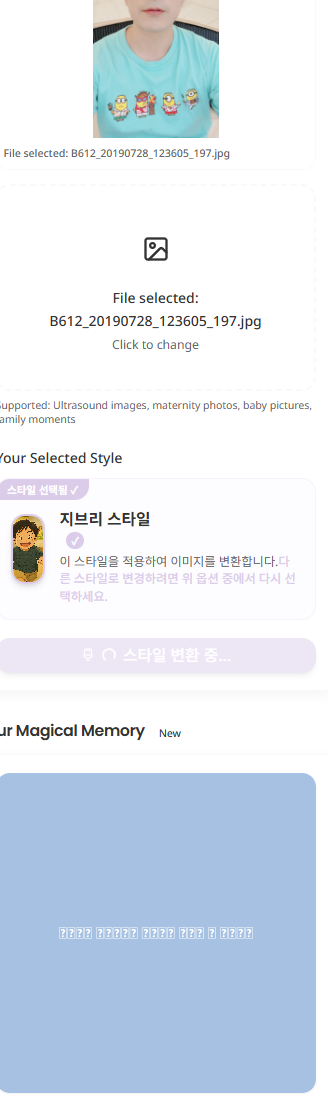 File selected: B612_20190728_123605_197.jpg
File selected:
B612_20190728_123605_197.jpg
Click to change
Supported: Ultrasound images, maternity photos, baby pictures,
family moments
Your Selected Style
스타일 선택됨 ✓
지브리 스타일
이 스타일을 적용하여 이미지를 변환합니다.다
른 스타일로 변경하려면 위 옵션 중에서 다시 선
택하세요.
스타일 변환 중...
ur Magical Memory New